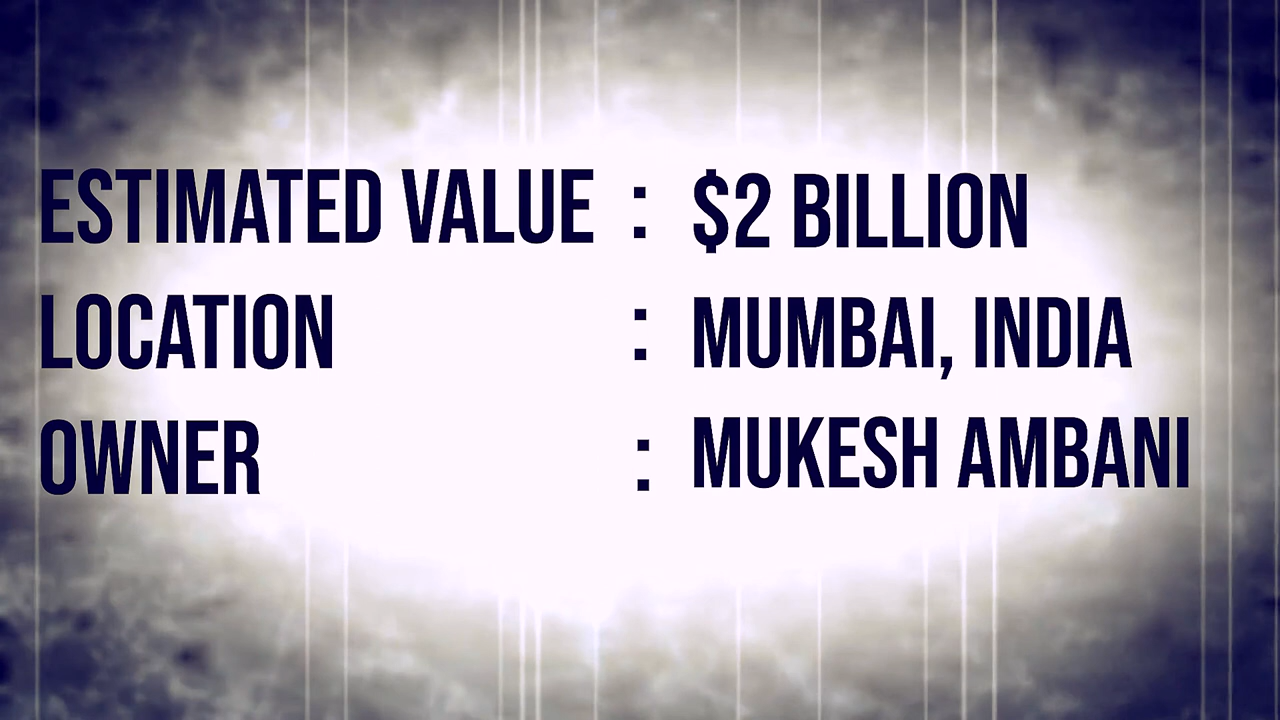 ESTIMATED VALUE : $2 BILLION
LOCATION : MUMBAI, INDIA
OWNER : MUKESH AMBANI